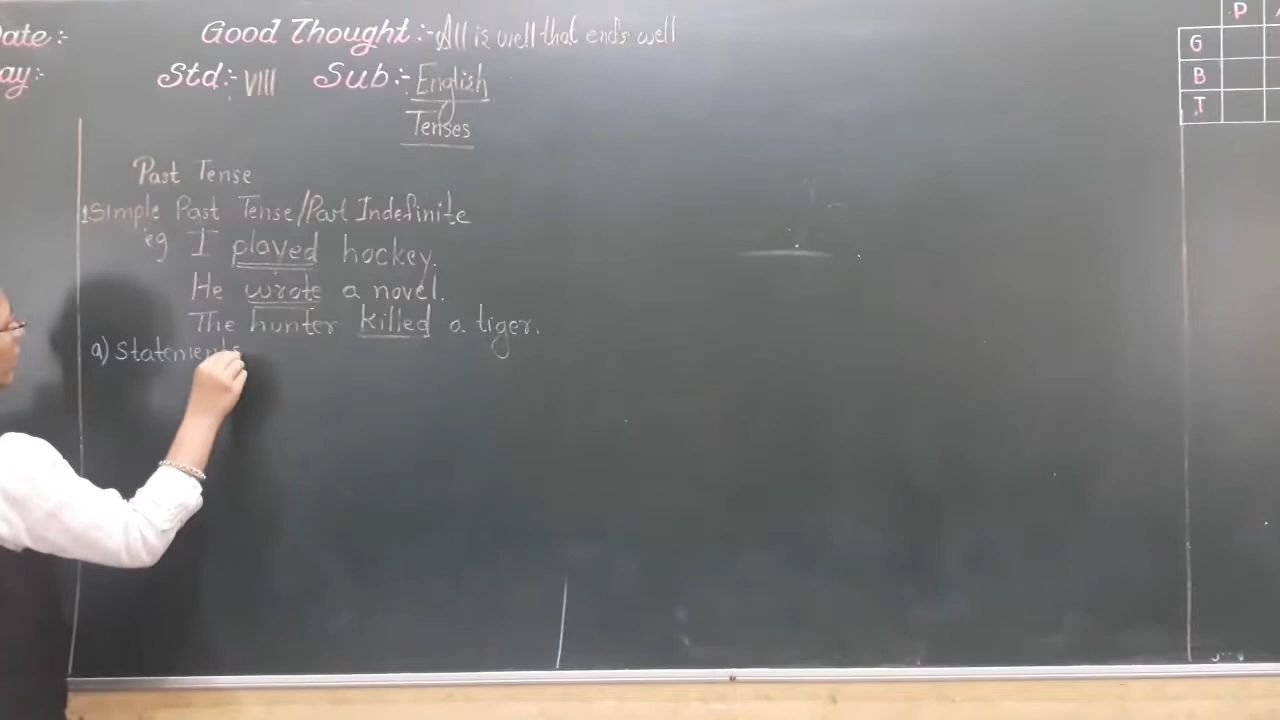 Date:-
Good Thought:- All is well that ends well
Day:-
Std:- VIII Sub:- English
Tenses
P A
G
B
T
Past Tense
1 Simple Past Tense/Past Indefinite
eg I played hockey.
He wrote a novel.
The hunter killed a tiger.
a) Statements